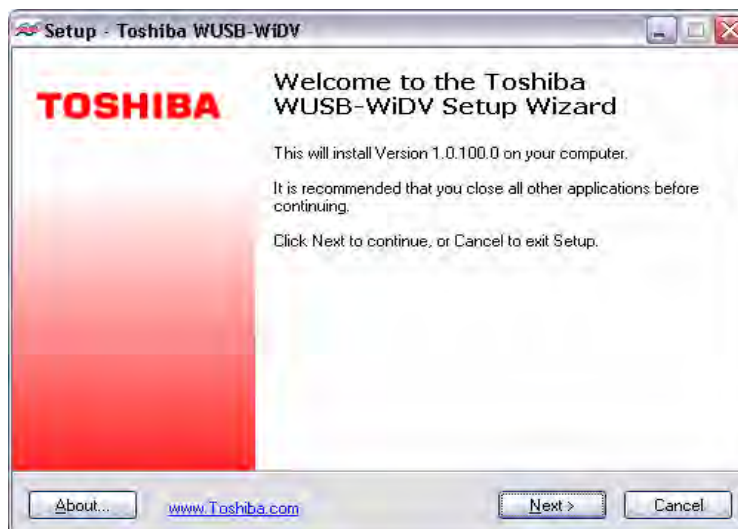 Setup - Toshiba WUSB-WiDV
TOSHIBA
Welcome to the Toshiba
WUSB-WiDV Setup Wizard
This will install Version 1.0.100.0 on your computer.
It is recommended that you close all other applications before
continuing.
Click Next to continue, or Cancel to exit Setup.
About...
www.Toshiba.com
Next >
Cancel